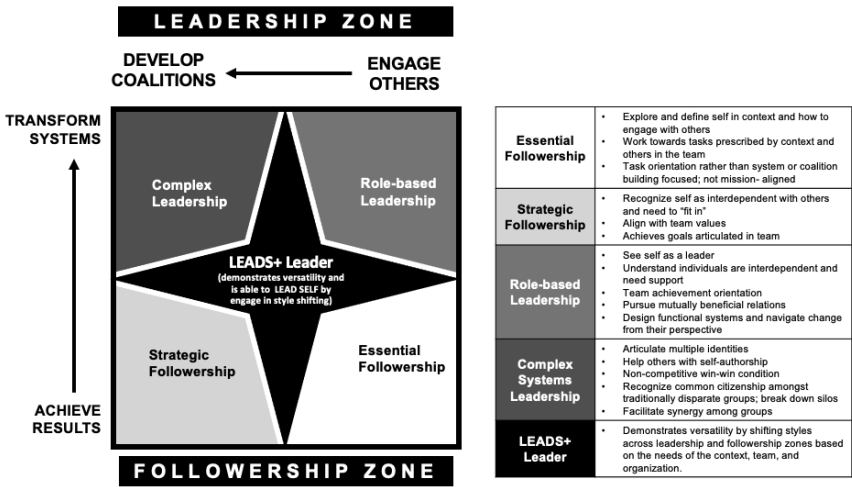 LEADERSHIP ZONE
DEVELOP
COALITIONS
ENGAGE
OTHERS
TRANSFORM
SYSTEMS
ACHIEVE
RESULTS
Complex
Leadership
Role-based
Leadership
LEADS+ Leader
(demonstrates versatility and
is able to LEAD SELF by
engage in style shifting)
Strategic
Followership
Essential
Followership
FOLLOWERSHIP ZONE
Essential
Followership
• Explore and define self in context and how to
engage with others
• Work towards tasks prescribed by context and
others in the team
• Task orientation rather than system or coalition
building focused; not mission- aligned
Strategic
Followership
• Recognize self as interdependent with others
and need to “fit in”
• Align with team values
• Achieves goals articulated in team
Role-based
Leadership
• See self as a leader
• Understand individuals are interdependent and
need support
• Team achievement orientation
• Pursue mutually beneficial relations
• Design functional systems and navigate change
from their perspective
Complex
Systems
Leadership
• Articulate multiple identities
• Help others with self-authorship
• Non-competitive win-win condition
• Recognize common citizenship amongst
traditionally disparate groups; break down silos
• Facilitate synergy among groups
LEADS+
Leader
• Demonstrates versatility by shifting styles
across leadership and followership zones based
on the needs of the context, team, and
organization.